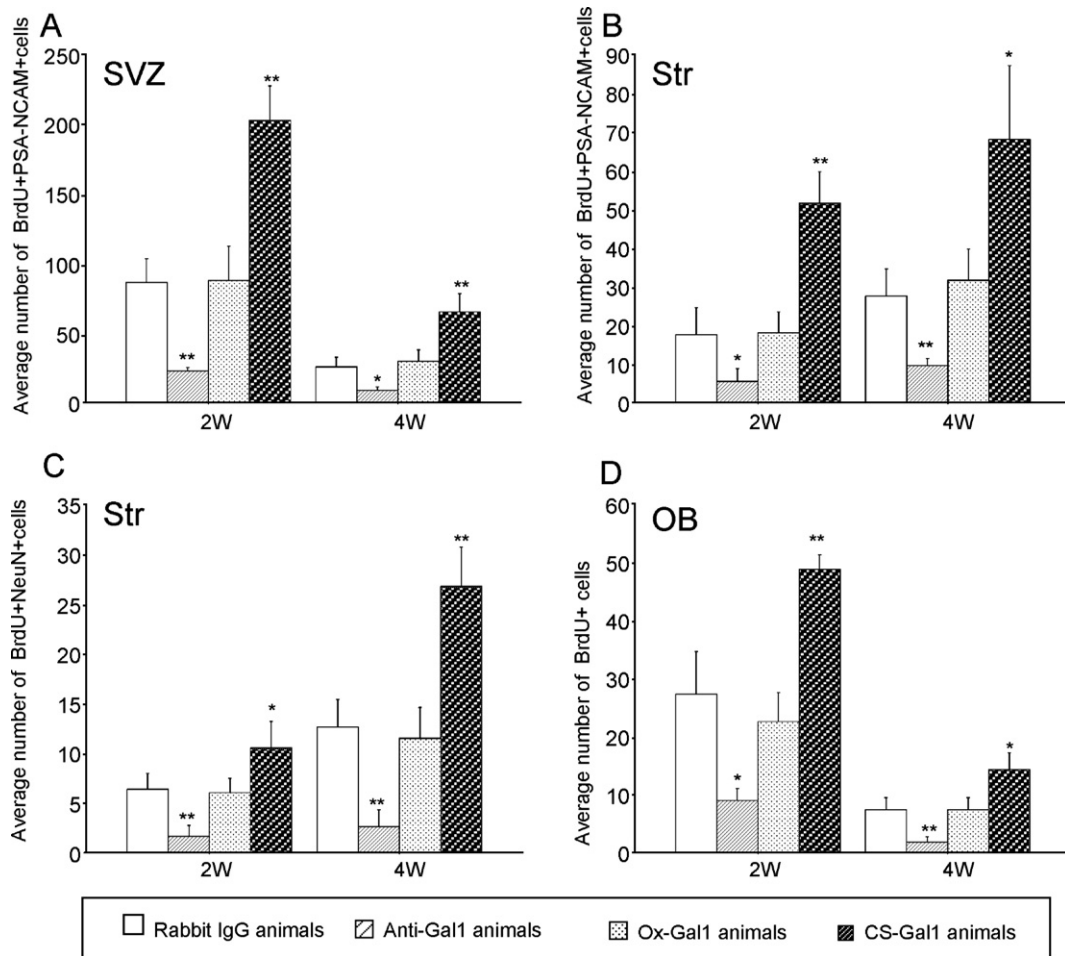 A
SVZ
Average number of BrdU+PSA-NCAM+cells
250
200
150
100
50
0
**
**
**
*
2W
4W
B
Str
Average number of BrdU+PSA-NCAM+cells
90
80
70
60
50
40
30
20
10
0
*
**
*
**
2W
4W
C
Str
Average number of BrdU+NeuN+cells
35
30
25
20
15
10
5
0
**
*
**
**
2W
4W
D
OB
Average number of BrdU+ cells
60
50
40
30
20
10
0
**
*
*
**
2W
4W
Rabbit IgG animals
Anti-Gal1 animals
Ox-Gal1 animals
CS-Gal1 animals